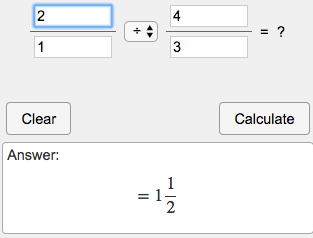 2 4
÷ = ?
1 3
Clear Calculate
Answer:
= 1 1/2